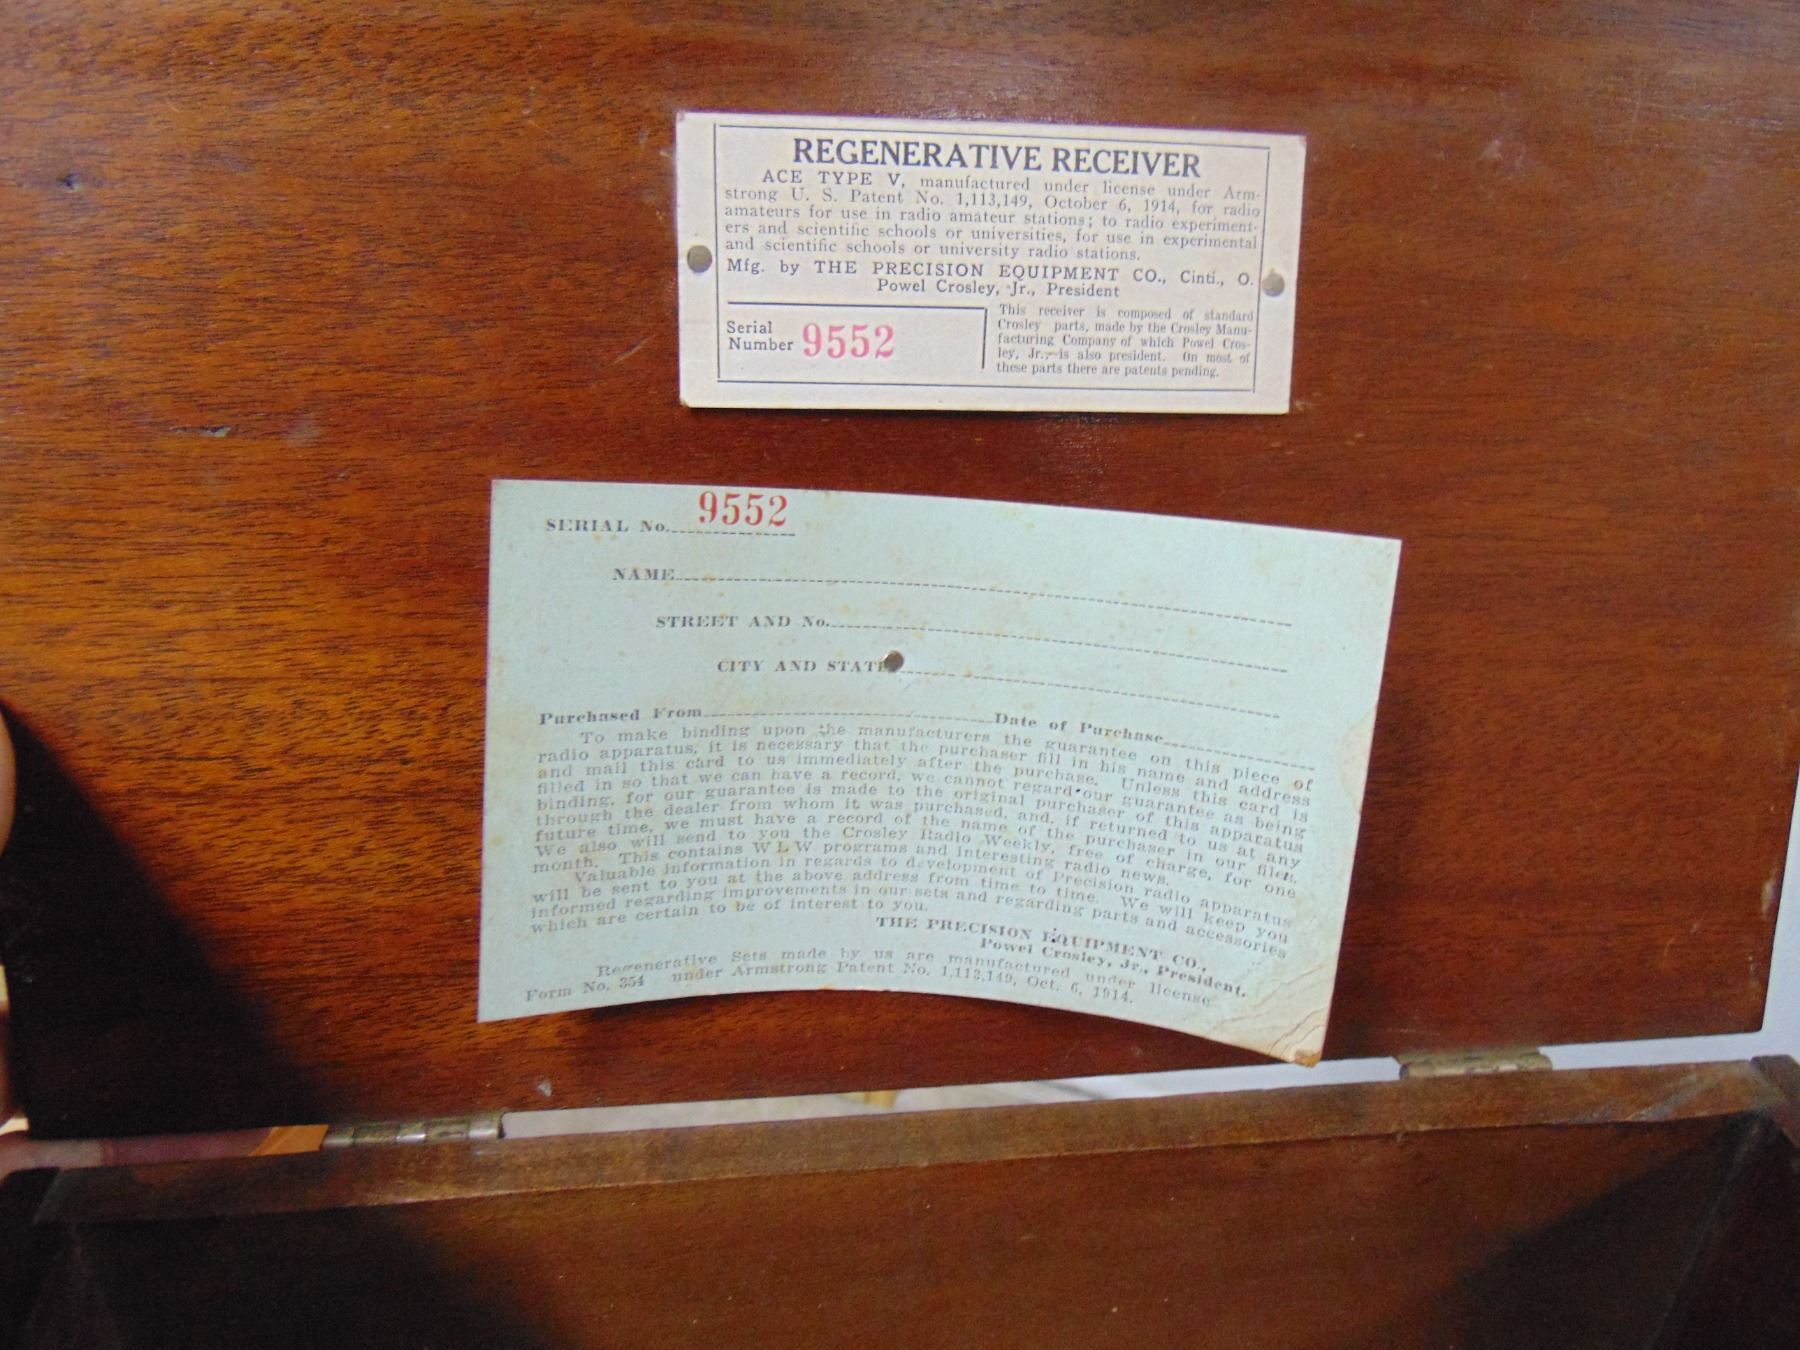 REGENERATIVE RECEIVER
ACE TYPE V, manufactured under license under Arm-
strong U. S. Patent No. 1,113,149, October 6, 1914, for radio
amateurs for use in radio amateur stations; to radio experiment-
ers and scientific schools or universities, for use in experimental
and scientific schools or university radio stations.
Mfg. by THE PRECISION EQUIPMENT CO., Cinti., O.
Powel Crosley, Jr., President
Serial
Number 9552
This receiver is composed of standard
Crosley parts, made by the Crosley Manu-
facturing Company of which Powel Cros-
ley, Jr., is also president. On most of
these parts there are patents pending.
SERIAL No. 9552
NAME
STREET AND No.
CITY AND STATE
Purchased From Date of Purchase
To make binding upon the manufacturers the guarantee on this piece of
radio apparatus, it is necessary that the purchaser fill in his name and address
and mail this card to us immediately after the purchase. Unless this card is
filled in so that we can have a record, we cannot regard our guarantee as being
binding, for our guarantee is made to the original purchaser of this apparatus
through the dealer from whom it was purchased, and, if returned to us at any
future time, we must have a record of the name of the purchaser in our files.
We also will send to you the Crosley Radio Weekly, free of charge, for one
month. This contains WLW programs and interesting radio news.
Valuable information in regards to development of Precision radio apparatus
will be sent to you at the above address from time to time. We will keep you
informed regarding improvements in our sets and regarding parts and accessories
which are certain to be of interest to you.
THE PRECISION EQUIPMENT CO.,
Powel Crosley, Jr., President.
Regenerative Sets made by us are manufactured under license
Form No. 354 under Armstrong Patent No. 1,113,149, Oct. 6, 1914.